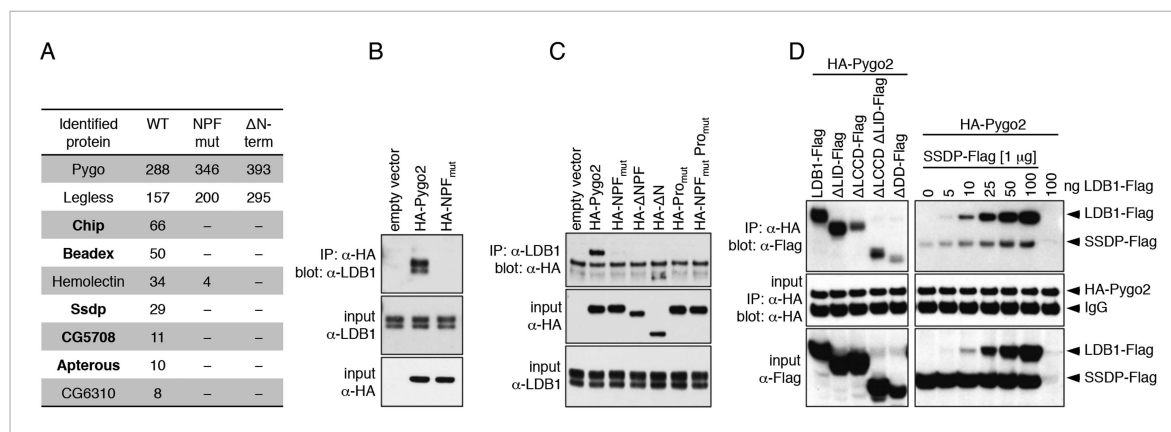 A
Identified protein WT NPF mut ΔN-term
Pygo 288 346 393
Legless 157 200 295
Chip 66 – –
Beadex 50 – –
Hemolectin 34 4 –
Ssdp 29 – –
CG5708 11 – –
Apterous 10 – –
CG6310 8 – –
B
empty vector
HA-Pygo2
HA-NPFmut
IP: α-HA
blot: α-LDB1
input
α-LDB1
input
α-HA
C
empty vector
HA-Pygo2
HA-NPFmut
HA-ΔNPF
HA-ΔN
HA-Promut
HA-NPFmut Promut
IP: α-LDB1
blot: α-HA
input
α-HA
input
α-LDB1
D
HA-Pygo2
LDB1-Flag
ΔLID-Flag
ΔLCCD-Flag
ΔLCCD ΔLID-Flag
ΔDD-Flag
HA-Pygo2
SSDP-Flag [1 µg]
0 5 10 25 50 100 100 ng LDB1-Flag
IP: α-HA
blot: α-Flag
LDB1-Flag
SSDP-Flag
input
IP: α-HA
blot: α-HA
HA-Pygo2
IgG
input
α-Flag
LDB1-Flag
SSDP-Flag